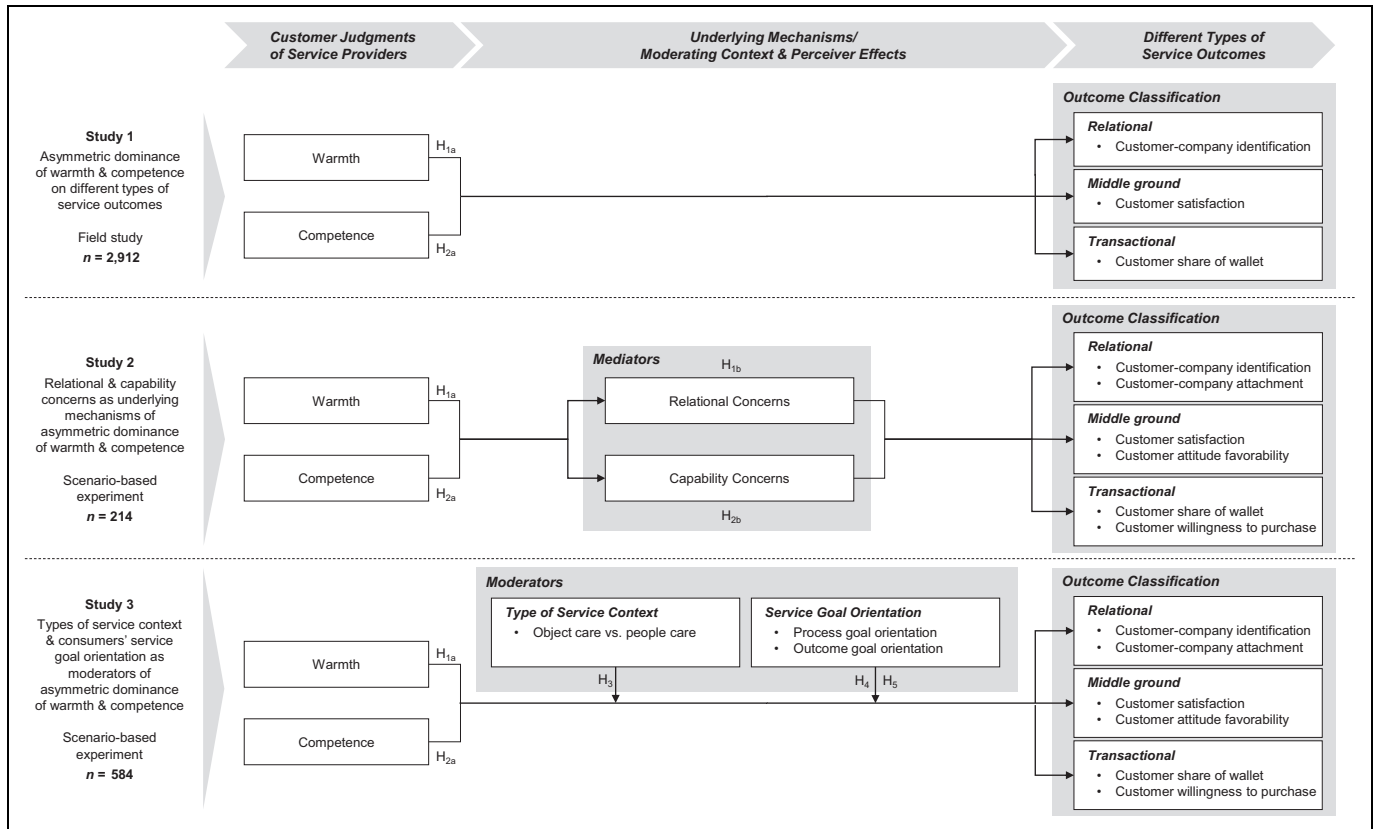 Customer Judgments
of Service Providers
Underlying Mechanisms/
Moderating Context & Perceiver Effects
Different Types of
Service Outcomes
Study 1
Asymmetric dominance
of warmth & competence
on different types of
service outcomes
Field study
n = 2,912
Warmth
H1a
Competence
H2a
Outcome Classification
Relational
• Customer-company identification
Middle ground
• Customer satisfaction
Transactional
• Customer share of wallet
Study 2
Relational & capability
concerns as underlying
mechanisms of
asymmetric dominance
of warmth & competence
Scenario-based
experiment
n = 214
Warmth
H1a
Competence
H2a
Mediators
H1b
Relational Concerns
Capability Concerns
H2b
Outcome Classification
Relational
• Customer-company identification
• Customer-company attachment
Middle ground
• Customer satisfaction
• Customer attitude favorability
Transactional
• Customer share of wallet
• Customer willingness to purchase
Study 3
Types of service context
& consumers' service
goal orientation as
moderators of
asymmetric dominance
of warmth & competence
Scenario-based
experiment
n = 584
Warmth
H1a
Competence
H2a
Moderators
Type of Service Context
• Object care vs. people care
H3
Service Goal Orientation
• Process goal orientation
• Outcome goal orientation
H4 H5
Outcome Classification
Relational
• Customer-company identification
• Customer-company attachment
Middle ground
• Customer satisfaction
• Customer attitude favorability
Transactional
• Customer share of wallet
• Customer willingness to purchase